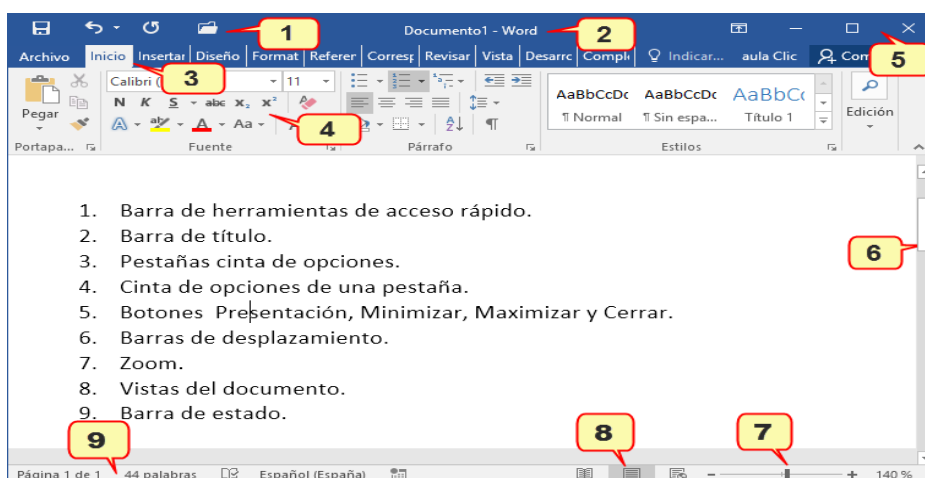 1
Documento1 - Word
2
Archivo Inicio Insertar Diseño Format Referer Corresp Revisar Vista Desarrc Comple Indicar... aula Clic Com
5
Calibri ( 11
3
AaBbCcDc AaBbCcDc AaBbC
Pegar
N K S abc x₂ x²
¶ Normal ¶ Sin espa... Título 1
Edición
A aby A Aa
4
Portapa... Fuente Párrafo Estilos
1. Barra de herramientas de acceso rápido.
2. Barra de título.
3. Pestañas cinta de opciones.
6
4. Cinta de opciones de una pestaña.
5. Botones Presentación, Minimizar, Maximizar y Cerrar.
6. Barras de desplazamiento.
7. Zoom.
8. Vistas del documento.
9. Barra de estado.
9
8
7
Página 1 de 1 44 palabras Español (España) 140 %